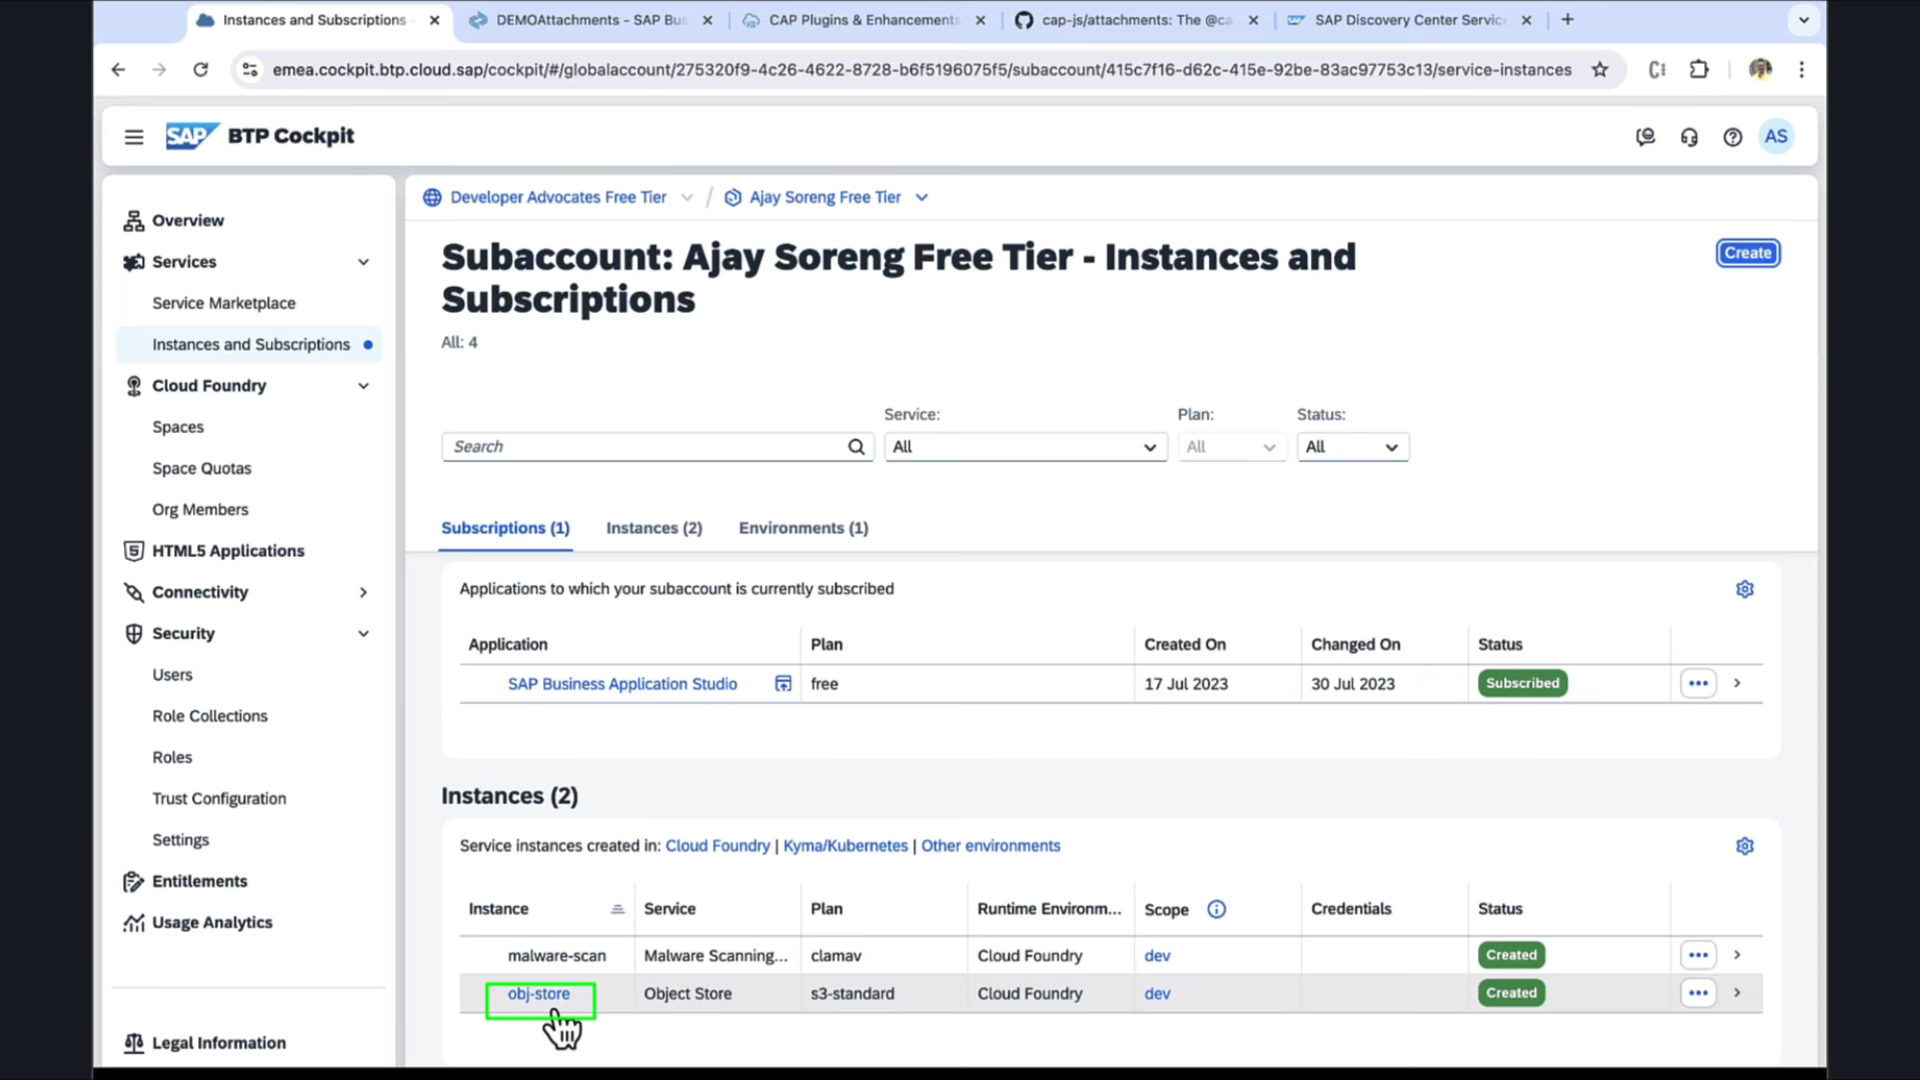 Instances and Subscriptions -
DEMOAttachments - SAP Bus
CAP Plugins & Enhancements
cap-js/attachments: The @ca
SAP Discovery Center Servic
emea.cockpit.btp.cloud.sap/cockpit/#/globalaccount/275320f9-4c26-4622-8728-b6f5196075f5/subaccount/415c7f16-d62c-415e-92be-83ac97753c13/service-instances
SAP BTP Cockpit
AS
Overview
Services
Service Marketplace
Instances and Subscriptions
Cloud Foundry
Spaces
Space Quotas
Org Members
HTML5 Applications
Connectivity
Security
Users
Role Collections
Roles
Trust Configuration
Settings
Entitlements
Usage Analytics
Legal Information
Developer Advocates Free Tier / Ajay Soreng Free Tier
Subaccount: Ajay Soreng Free Tier - Instances and
Subscriptions
Create
All: 4
Service: Plan: Status:
Search All All All
Subscriptions (1) Instances (2) Environments (1)
Applications to which your subaccount is currently subscribed
Application Plan Created On Changed On Status
SAP Business Application Studio free 17 Jul 2023 30 Jul 2023 Subscribed
Instances (2)
Service instances created in: Cloud Foundry | Kyma/Kubernetes | Other environments
Instance Service Plan Runtime Environm... Scope Credentials Status
malware-scan Malware Scanning... clamav Cloud Foundry dev Created
obj-store Object Store s3-standard Cloud Foundry dev Created